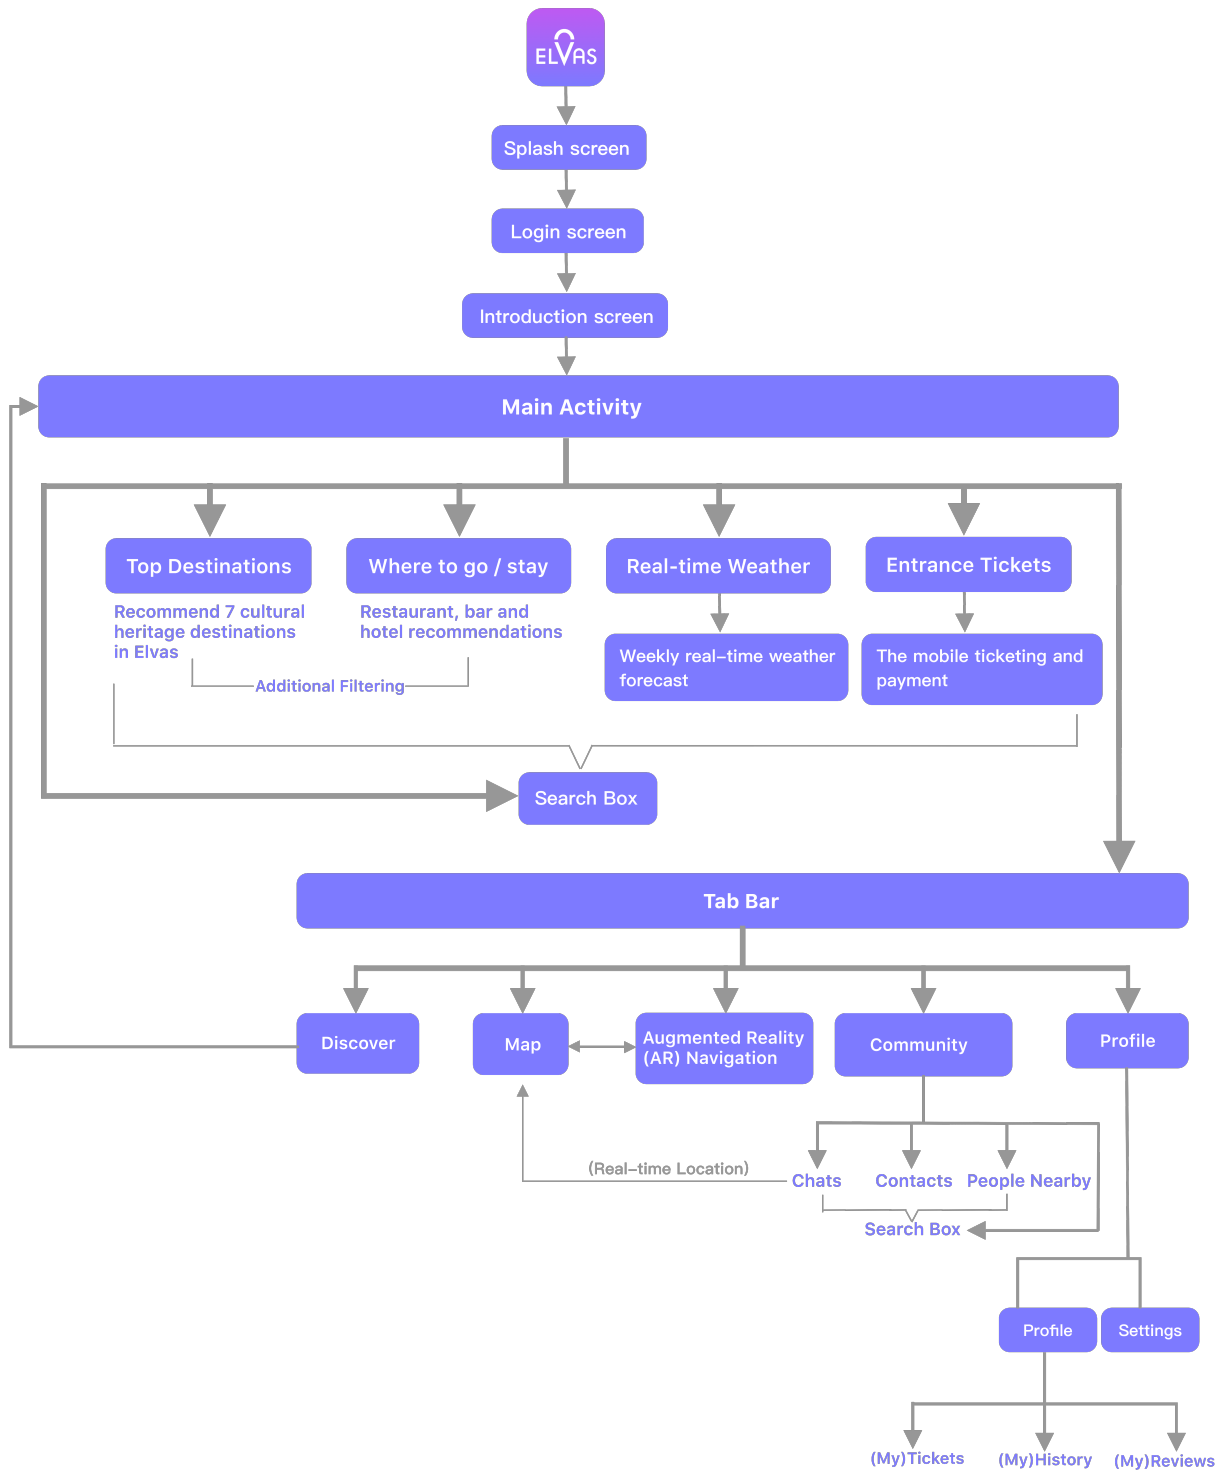 ELVAS
Splash screen
Login screen
Introduction screen
Main Activity
Top Destinations
Where to go / stay
Real-time Weather
Entrance Tickets
Recommend 7 cultural
heritage destinations
in Elvas
Restaurant, bar and
hotel recommendations
Weekly real-time weather
forecast
The mobile ticketing and
payment
Additional Filtering
Search Box
Tab Bar
Discover
Map
Augmented Reality
(AR) Navigation
Community
Profile
(Real-time Location)
Chats
Contacts
People Nearby
Search Box
Profile
Settings
(My)Tickets
(My)History
(My)Reviews